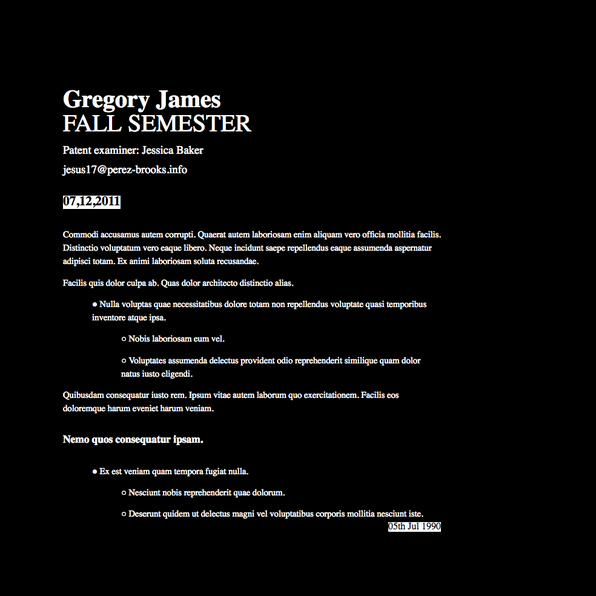 Gregory James
FALL SEMESTER
Patent examiner: Jessica Baker
jesus17@perez-brooks.info
07,12,2011
Commodi accusamus autem corrupti. Quaerat autem laboriosam enim aliquam vero officia mollitia facilis.
Distinctio voluptatum vero eaque libero. Neque incidunt saepe repellendus eaque assumenda aspernatur
adipisci totam. Ex animi laboriosam soluta recusandae.
Facilis quis dolor culpa ab. Quas dolor architecto distinctio alias.
● Nulla voluptas quae necessitatibus dolore totam non repellendus voluptate quasi temporibus
inventore atque ipsa.
○ Nobis laboriosam eum vel.
○ Voluptates assumenda delectus provident odio reprehenderit similique quam dolor
natus iusto eligendi.
Quibusdam consequatur iusto rem. Ipsum vitae autem laborum quo exercitationem. Facilis eos
doloremque harum eveniet harum veniam.
Nemo quos consequatur ipsam.
● Ex est veniam quam tempora fugiat nulla.
○ Nesciunt nobis reprehenderit quae dolorum.
○ Deserunt quidem ut delectus magni vel voluptatibus corporis mollitia nesciunt iste.
05th Jul 1990